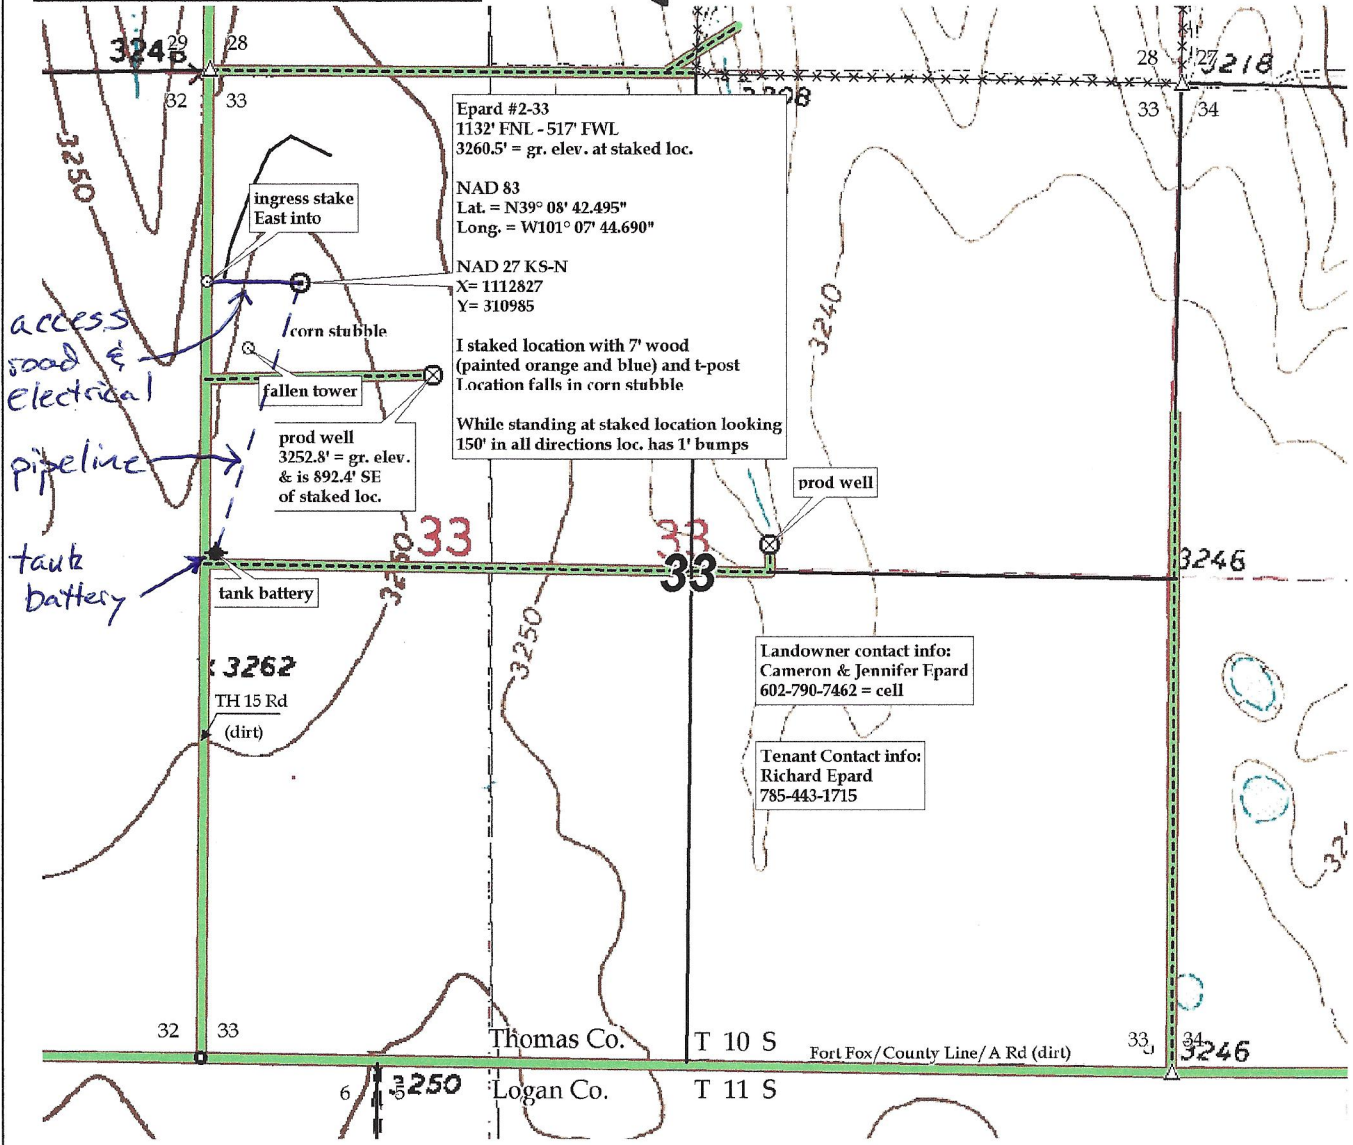 29
28
3248
32
33
28
27
3218
33
34
3208
3250
Epard #2-33
1132' FNL - 517' FWL
3260.5' = gr. elev. at staked loc.
NAD 83
Lat. = N39° 08' 42.495"
Long. = W101° 07' 44.690"
NAD 27 KS-N
X= 1112827
Y= 310985
I staked location with 7' wood
(painted orange and blue) and t-post
Location falls in corn stubble
While standing at staked location looking
150' in all directions loc. has 1' bumps
ingress stake
East into
access
road &
electrical
corn stubble
fallen tower
3240
pipeline
prod well
3252.8' = gr. elev.
& is 892.4' SE
of staked loc.
prod well
33
33
33
3250
3246
tank
battery
tank battery
3250
3262
TH 15 Rd
(dirt)
Landowner contact info:
Cameron & Jennifer Epard
602-790-7462 = cell
Tenant Contact info:
Richard Epard
785-443-1715
32
32
33
Thomas Co.
T 10 S
Fort Fox/County Line/A Rd (dirt)
33
34
3246
6
5
3250
Logan Co.
T 11 S